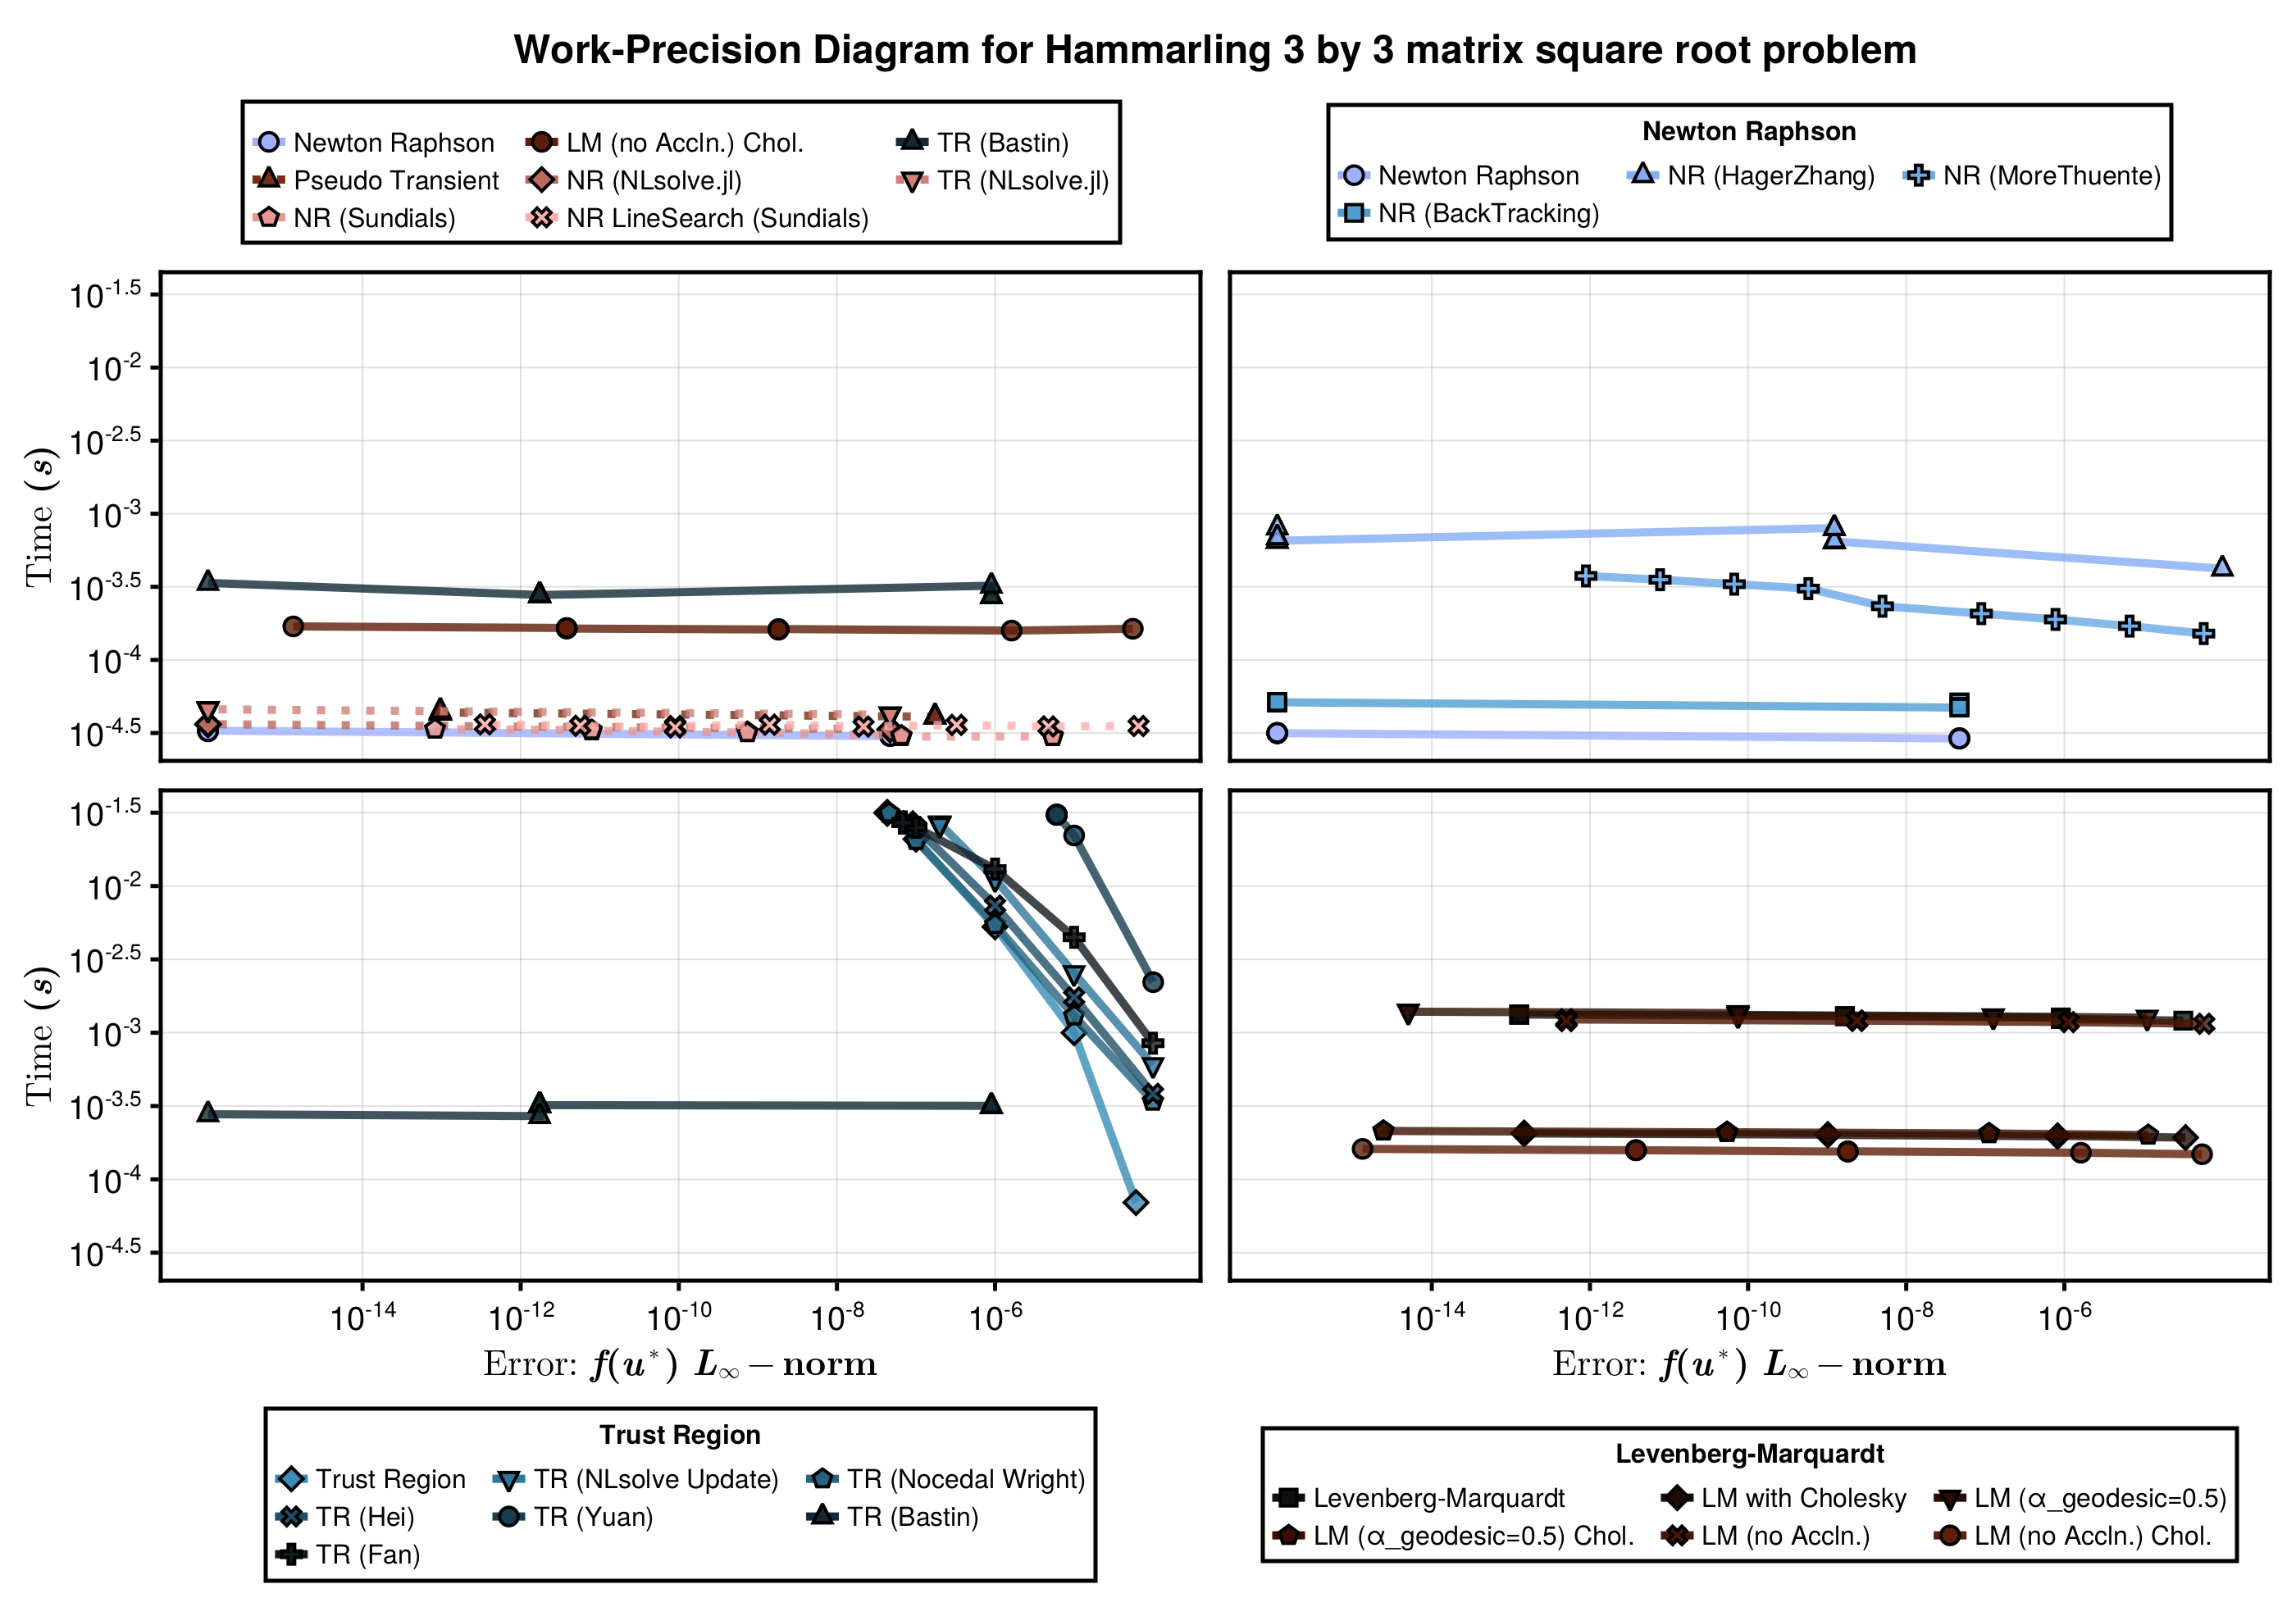 Work-Precision Diagram for Hammarling 3 by 3 matrix square root problem
Newton Raphson LM (no Accln.) Chol. TR (Bastin)
Pseudo Transient NR (NLsolve.jl) TR (NLsolve.jl)
NR (Sundials) NR LineSearch (Sundials)
Newton Raphson
Newton Raphson NR (HagerZhang) NR (MoreThuente)
NR (BackTracking)
10^-1.5
10^-2
10^-2.5
10^-3
10^-3.5
10^-4
10^-4.5
Time (s)
10^-1.5
10^-2
10^-2.5
10^-3
10^-3.5
10^-4
10^-4.5
Time (s)
10^-14 10^-12 10^-10 10^-8 10^-6
Error: f(u*) L∞ − norm
10^-14 10^-12 10^-10 10^-8 10^-6
Error: f(u*) L∞ − norm
Trust Region
Trust Region TR (NLsolve Update) TR (Nocedal Wright)
TR (Hei) TR (Yuan) TR (Bastin)
TR (Fan)
Levenberg-Marquardt
Levenberg-Marquardt LM with Cholesky LM (α_geodesic=0.5)
LM (α_geodesic=0.5) Chol. LM (no Accln.) LM (no Accln.) Chol.